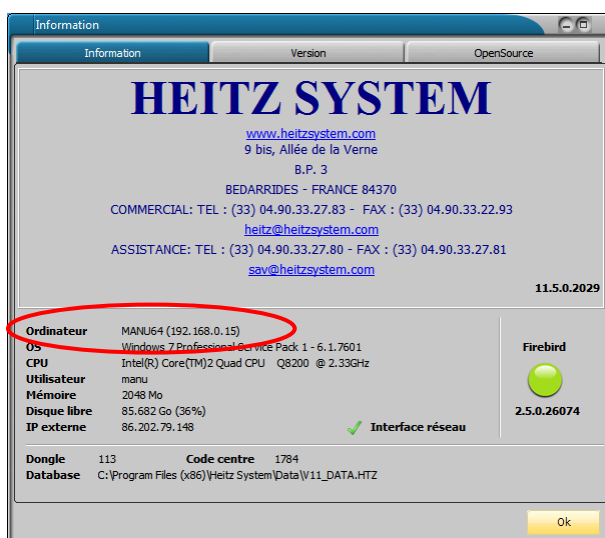 Information
Information Version OpenSource
HEITZ SYSTEM
www.heitzsystem.com
9 bis, Allée de la Verne
B.P. 3
BEDARRIDES - FRANCE 84370
COMMERCIAL: TEL : (33) 04.90.33.27.83 - FAX : (33) 04.90.33.22.93
heitz@heitzsystem.com
ASSISTANCE: TEL : (33) 04.90.33.27.80 - FAX : (33) 04.90.33.27.81
sav@heitzsystem.com
11.5.0.2029
Ordinateur MANU64 (192.168.0.15)
OS Windows 7 Professional Service Pack 1 - 6.1.7601
CPU Intel(R) Core(TM)2 Quad CPU Q8200 @ 2.33GHz
Utilisateur manu
Mémoire 2048 Mo
Disque libre 85.682 Go (36%)
IP externe 86.202.79.148
Interface réseau
Firebird
2.5.0.26074
Dongle 113 Code centre 1784
Database C:\Program Files (x86)\Heitz System\Data\V11_DATA.HTZ
Ok